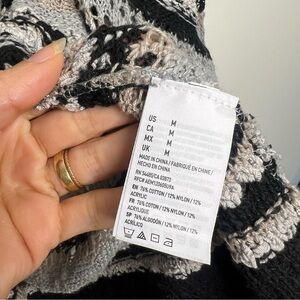 US M
CA M
MX M
UK M
MADE IN CHINA / FABRIQUÉ EN CHINE /
HECHO EN CHINA
EN 76% COTTON / 12% NYLON / 12%
ACRYLIC
FR 76% COTON / 12% NYLON / 12%
ACRYLIQUE
SP 76% ALGODÓN / 12% NYLON / 12%
ACRÍLICO